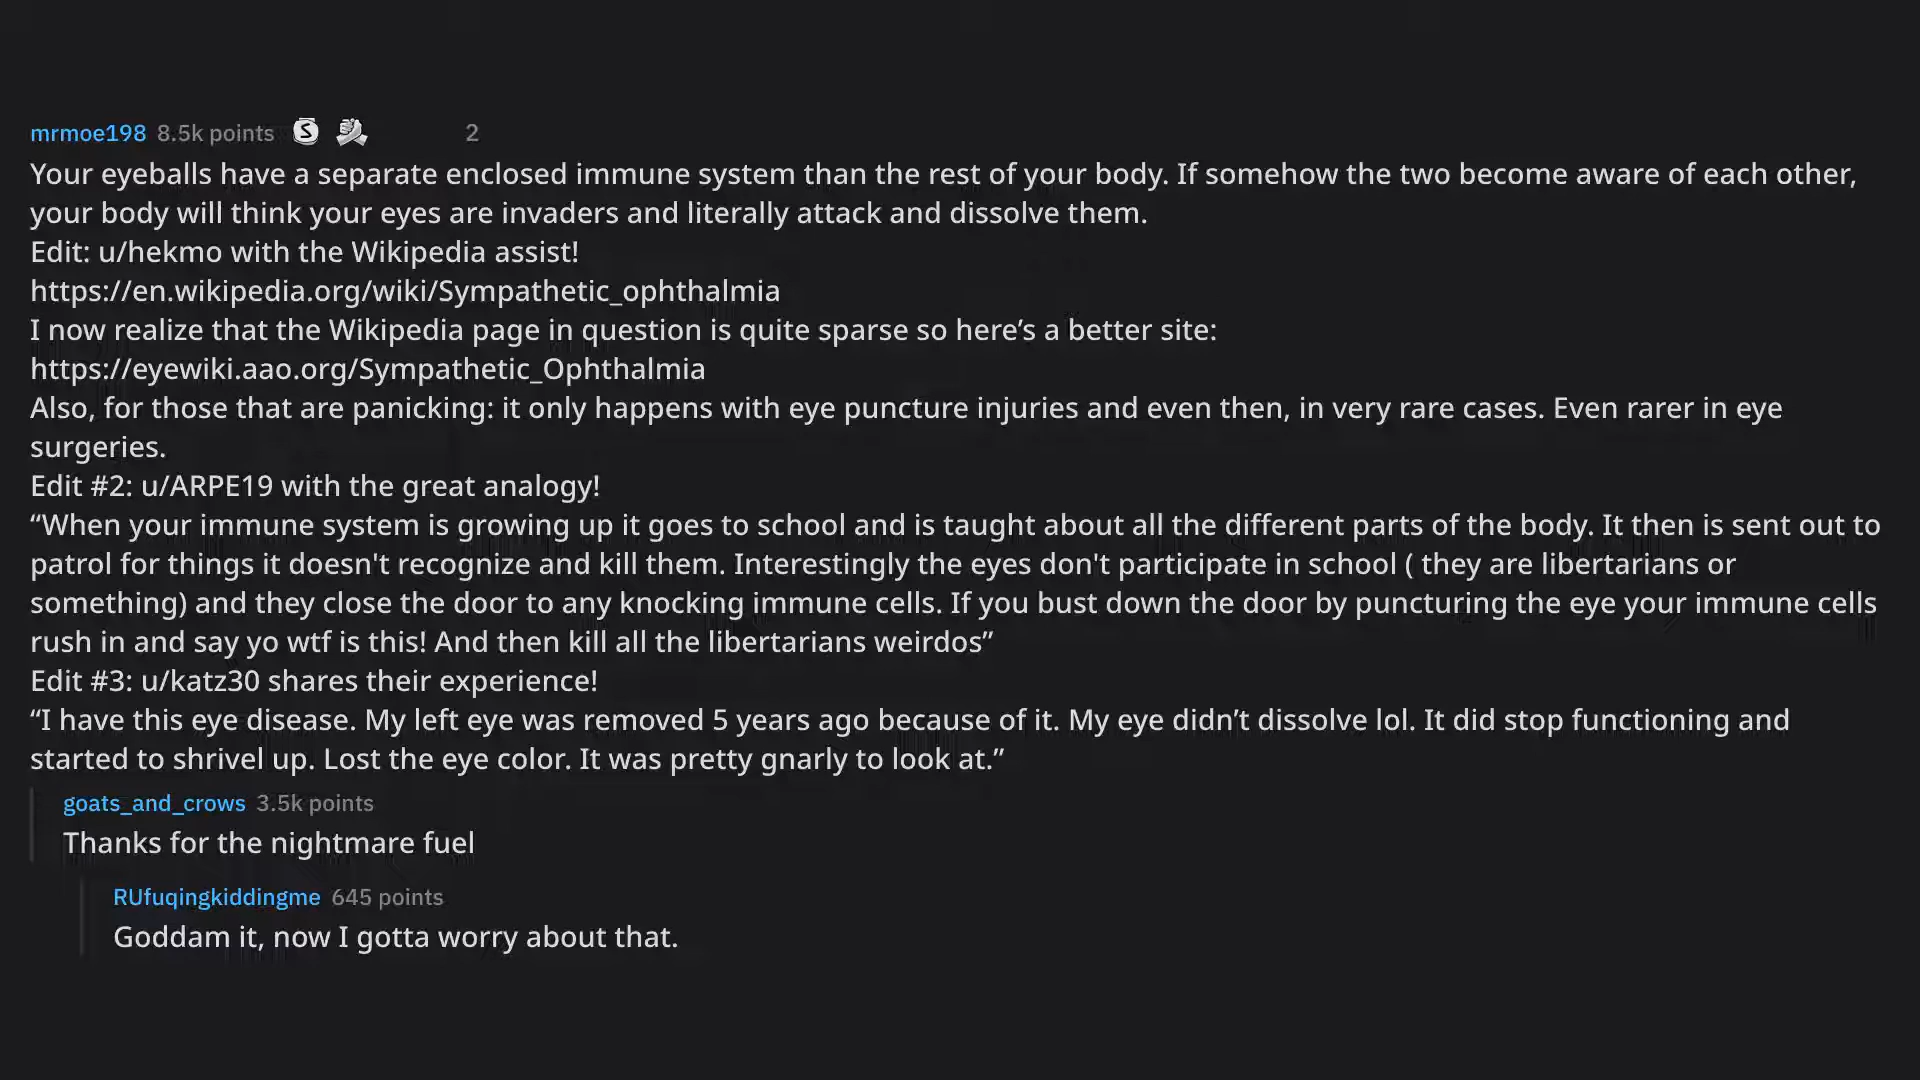 mrmoe198 8.5k points 2
Your eyeballs have a separate enclosed immune system than the rest of your body. If somehow the two become aware of each other,
your body will think your eyes are invaders and literally attack and dissolve them.
Edit: u/hekmo with the Wikipedia assist!
https://en.wikipedia.org/wiki/Sympathetic_ophthalmia
I now realize that the Wikipedia page in question is quite sparse so here’s a better site:
https://eyewiki.aao.org/Sympathetic_Ophthalmia
Also, for those that are panicking: it only happens with eye puncture injuries and even then, in very rare cases. Even rarer in eye
surgeries.
Edit #2: u/ARPE19 with the great analogy!
“When your immune system is growing up it goes to school and is taught about all the different parts of the body. It then is sent out to
patrol for things it doesn't recognize and kill them. Interestingly the eyes don't participate in school ( they are libertarians or
something) and they close the door to any knocking immune cells. If you bust down the door by puncturing the eye your immune cells
rush in and say yo wtf is this! And then kill all the libertarians weirdos”
Edit #3: u/katz30 shares their experience!
“I have this eye disease. My left eye was removed 5 years ago because of it. My eye didn’t dissolve lol. It did stop functioning and
started to shrivel up. Lost the eye color. It was pretty gnarly to look at.”
goats_and_crows 3.5k points
Thanks for the nightmare fuel
RUfuqingkiddingme 645 points
Goddam it, now I gotta worry about that.